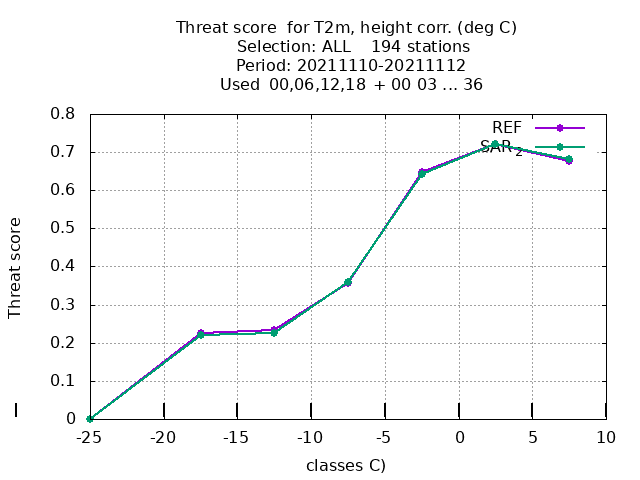 Threat score for T2m, height corr. (deg C)
Selection: ALL 194 stations
Period: 20211110-20211112
Used 00,06,12,18 + 00 03 ... 36
REF
SAR 2
Threat score
0.8
0.7
0.6
0.5
0.4
0.3
0.2
0.1
0
-25 -20 -15 -10 -5 0 5 10
classes C)